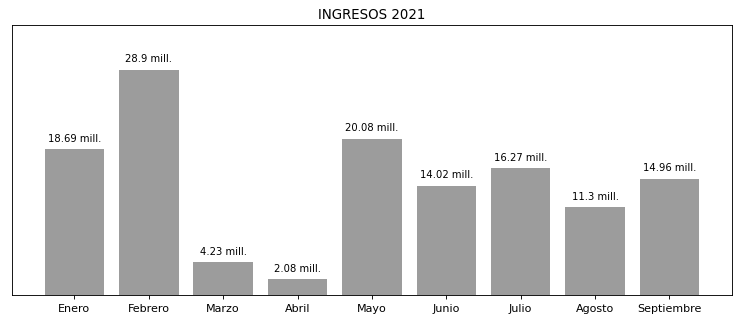 INGRESOS 2021
18.69 mill.
28.9 mill.
4.23 mill.
2.08 mill.
20.08 mill.
14.02 mill.
16.27 mill.
11.3 mill.
14.96 mill.
Enero Febrero Marzo Abril Mayo Junio Julio Agosto Septiembre